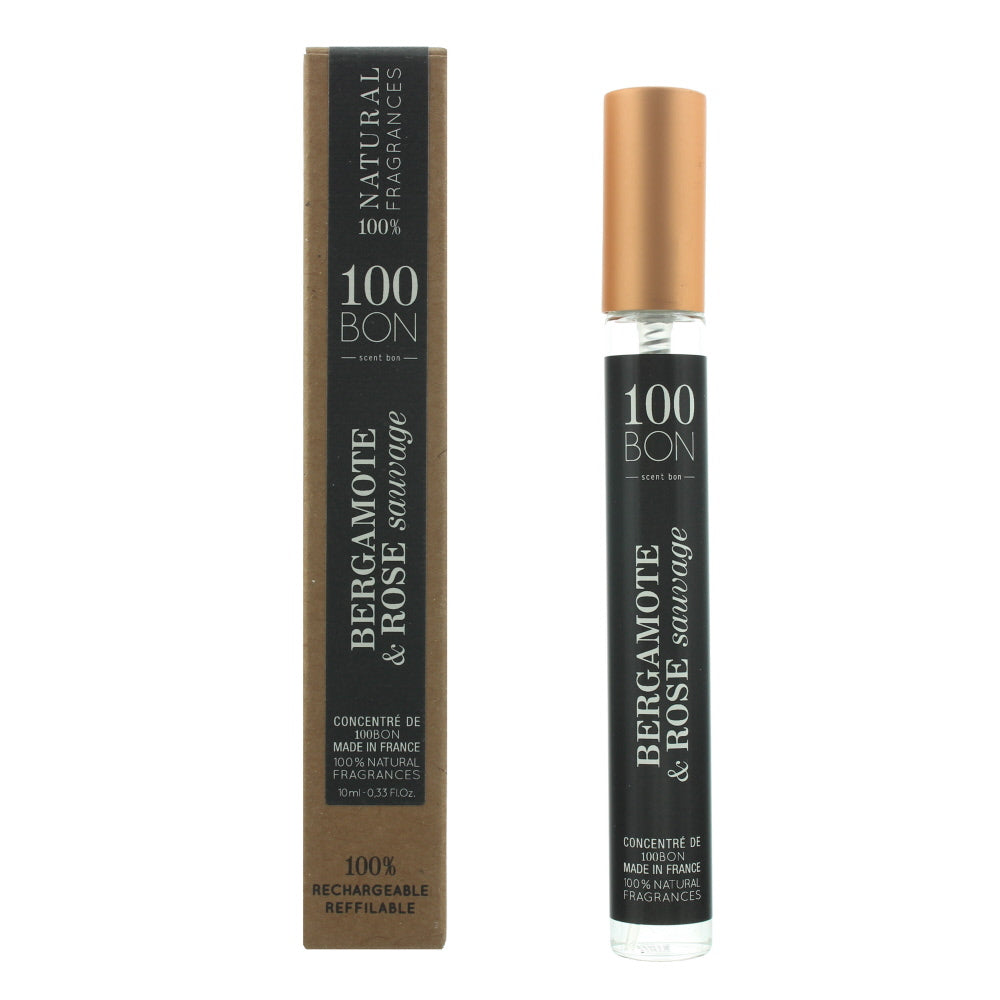 NATURAL
FRAGRANCES
100%
100
BON
scent bon
BERGAMOTE
& ROSE sauvage
CONCENTRÉ DE
100BON
MADE IN FRANCE
100% NATURAL
FRAGRANCES
10ml - 0,33 Fl.Oz.
100%
RECHARGEABLE
REFFILABLE
100
BON
scent bon
BERGAMOTE
& ROSE sauvage
CONCENTRÉ DE
100BON
MADE IN FRANCE
100% NATURAL
FRAGRANCES